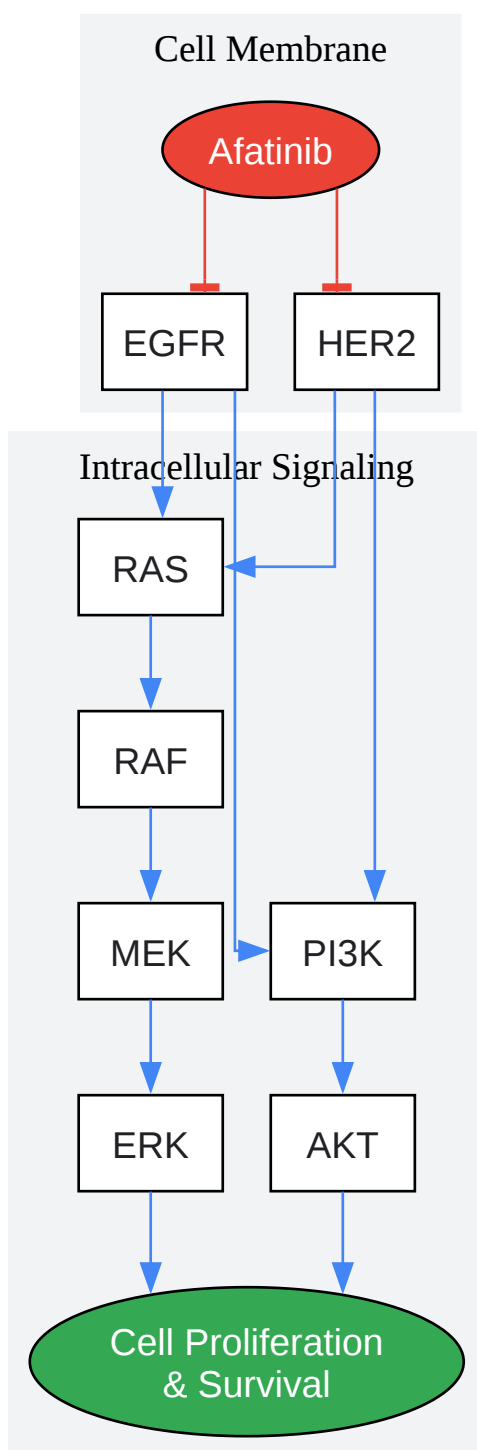 Cell Membrane
Afatinib
EGFR
HER2
Intracellular Signaling
RAS
RAF
MEK
PI3K
ERK
AKT
Cell Proliferation
& Survival